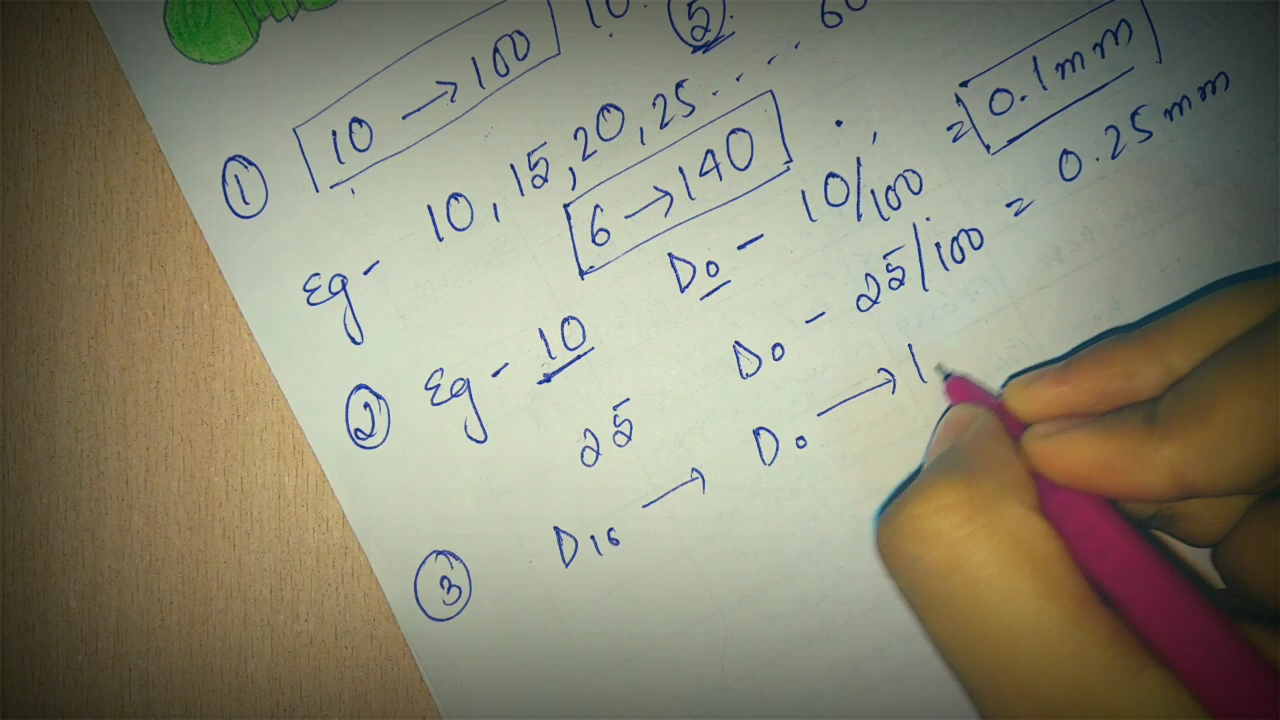 ① 10 → 100 10. ⑤.
Eg - 10, 15, 20, 25..... 60
6 → 140
② Eg - 10 D0 - 10/100 = 0.1mm
25 D0 - 25/100 = 0.25mm
③ D16 → D0 → 1